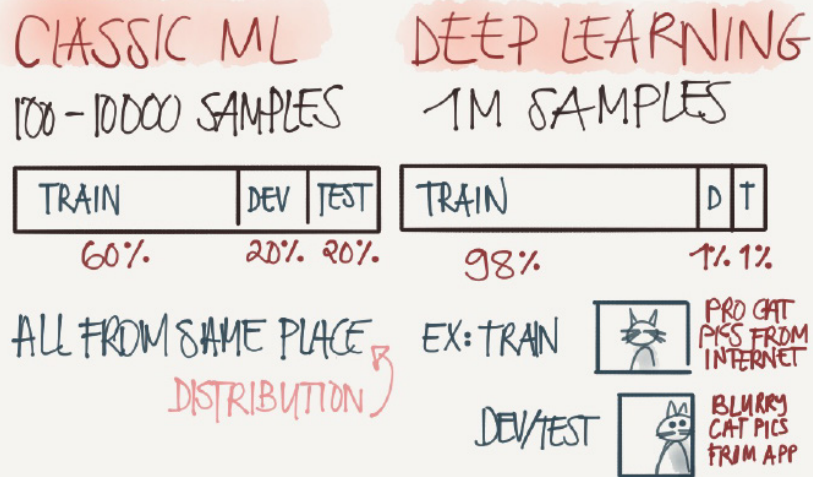 CLASSIC ML
100-10000 SAMPLES
TRAIN DEV TEST
60% 20% 20%
ALL FROM SAME PLACE
DISTRIBUTION
DEEP LEARNING
1M SAMPLES
TRAIN D T
98% 1% 1%
EX: TRAIN
PRO CAT
PICS FROM
INTERNET
DEV/TEST
BLURRY
CAT PICS
FROM APP